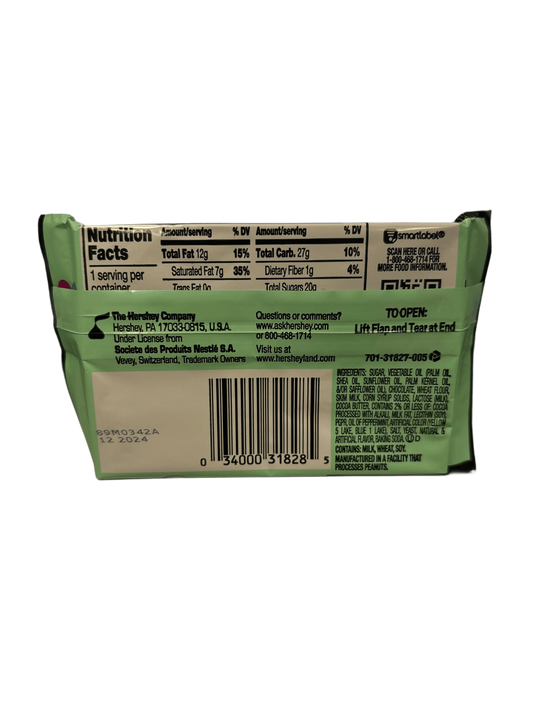 Nutrition
Facts
1 serving per
container
Amount/serving % DV
Total Fat 12g 15%
Saturated Fat 7g 35%
Trans Fat 0g
Amount/serving % DV
Total Carb. 27g 10%
Dietary Fiber 1g 4%
Total Sugars 20g
smartlabel
SCAN HERE OR CALL
1-800-468-1714 FOR
MORE FOOD INFORMATION.
The Hershey Company
Hershey, PA 17033-0815, U.S.A.
Under License from
Societe des Produits Nestlé S.A.
Vevey, Switzerland, Trademark Owners
Questions or comments?
www.askhershey.com
or 800-468-1714
Visit us at
www.hersheyland.com
TO OPEN:
Lift Flap and Tear at End
701-31827-005
INGREDIENTS: SUGAR, VEGETABLE OIL (PALM OIL,
SHEA OIL, SUNFLOWER OIL, PALM KERNEL OIL,
&/OR SAFFLOWER OIL), CHOCOLATE, WHEAT FLOUR,
SKIM MILK, CORN SYRUP SOLIDS, LACTOSE (MILK),
COCOA BUTTER, CONTAINS 2% OR LESS OF: COCOA
PROCESSED WITH ALKALI, MILK FAT, LECITHIN (SOY),
PGPR, OIL OF PEPPERMINT, ARTIFICIAL COLOR (YELLOW
5 LAKE, BLUE 1 LAKE), SALT, YEAST, NATURAL &
ARTIFICIAL FLAVOR, BAKING SODA. Ⓤ D
CONTAINS: MILK, WHEAT, SOY.
MANUFACTURED IN A FACILITY THAT
PROCESSES PEANUTS.
89M0342A
12 2024
0 34000 31828 5